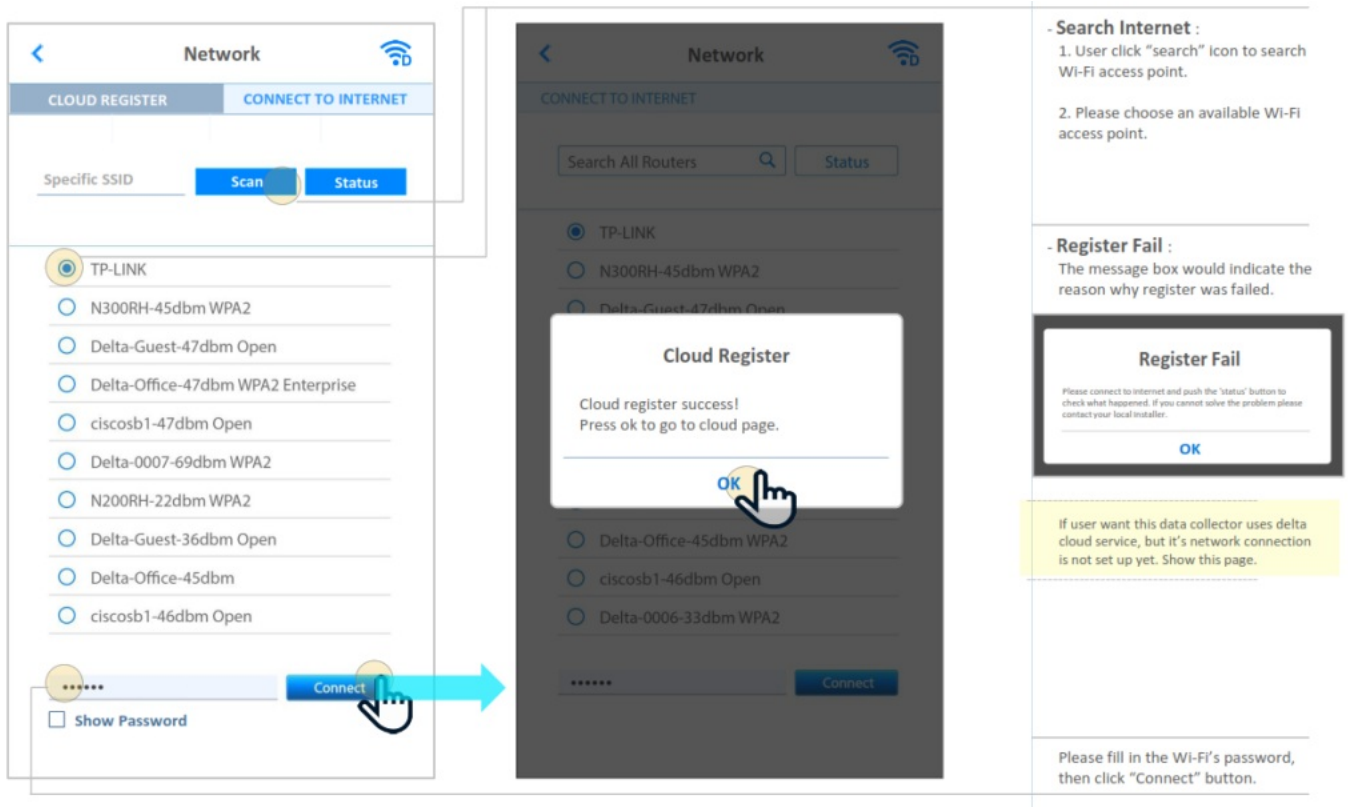 Network
CLOUD REGISTER
CONNECT TO INTERNET
Specific SSID
Scan
Status
TP-LINK
N300RH-45dbm WPA2
Delta-Guest-47dbm Open
Delta-Office-47dbm WPA2 Enterprise
ciscosb1-47dbm Open
Delta-0007-69dbm WPA2
N200RH-22dbm WPA2
Delta-Guest-36dbm Open
Delta-Office-45dbm
ciscosb1-46dbm Open
••••••
Connect
Show Password
Network
CONNECT TO INTERNET
Search All Routers
Status
TP-LINK
N300RH-45dbm WPA2
Delta-Guest-47dbm Open
Cloud Register
Cloud register success!
Press ok to go to cloud page.
OK
Delta-Office-45dbm WPA2
ciscosb1-46dbm Open
Delta-0006-33dbm WPA2
••••••
Connect
- Search Internet :
1. User click “search” icon to search
Wi-Fi access point.
2. Please choose an available Wi-Fi
access point.
- Register Fail :
The message box would indicate the
reason why register was failed.
Register Fail
Please connect to internet and push the 'status' button to
check what happened. If you cannot solve the problem please
contact your local installer.
OK
If user want this data collector uses delta
cloud service, but it’s network connection
is not set up yet. Show this page.
Please fill in the Wi-Fi’s password,
then click “Connect” button.